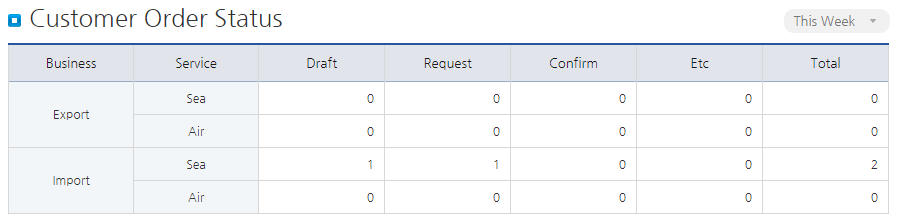 Customer Order Status
This Week
Business Service Draft Request Confirm Etc Total
Export Sea 0 0 0 0 0
Air 0 0 0 0 0
Import Sea 1 1 0 0 2
Air 0 0 0 0 0